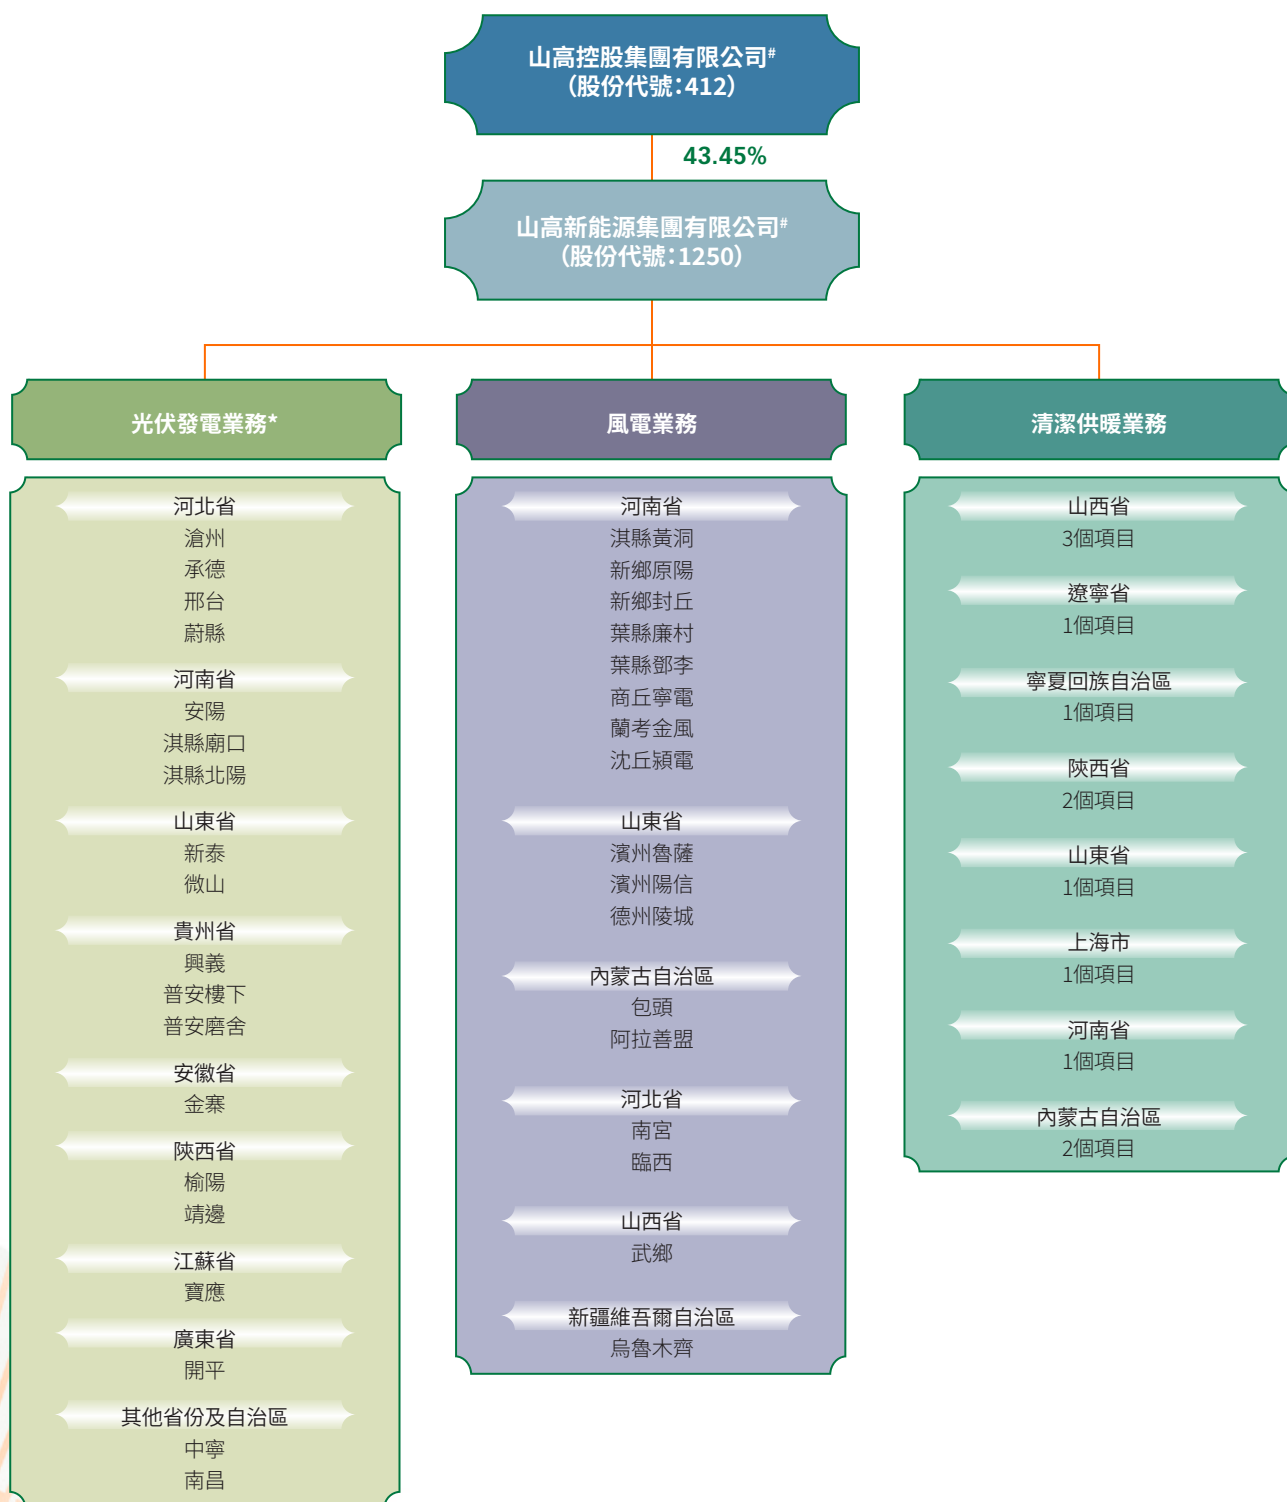 山高控股集團有限公司#
（股份代號：412）
43.45%
山高新能源集團有限公司#
（股份代號：1250）
光伏發電業務*
河北省
滄州
承德
邢台
蔚縣
河南省
安陽
淇縣廟口
淇縣北陽
山東省
新泰
微山
貴州省
興義
普安樓下
普安磨舍
安徽省
金寨
陝西省
榆陽
靖邊
江蘇省
寶應
廣東省
開平
其他省份及自治區
中寧
南昌
風電業務
河南省
淇縣黃洞
新鄉原陽
新鄉封丘
葉縣廉村
葉縣鄧李
商丘寧電
蘭考金風
沈丘潁電
山東省
濱州魯薩
濱州陽信
德州陵城
內蒙古自治區
包頭
阿拉善盟
河北省
南宮
臨西
山西省
武鄉
新疆維吾爾自治區
烏魯木齊
清潔供暖業務
山西省
3個項目
遼寧省
1個項目
寧夏回族自治區
1個項目
陝西省
2個項目
山東省
1個項目
上海市
1個項目
河南省
1個項目
內蒙古自治區
2個項目